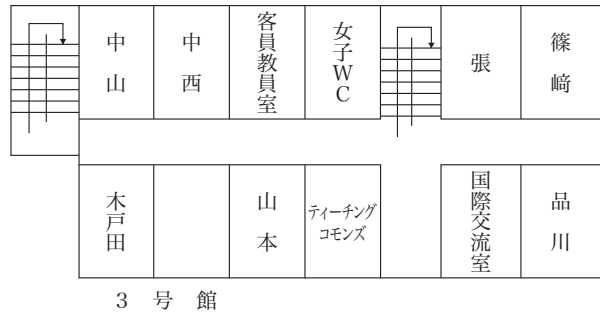 中山
中西
客員教員室
女子WC
張
篠﨑
木戸田
山本
ティーチング
コモンズ
国際交流室
品川
3号館